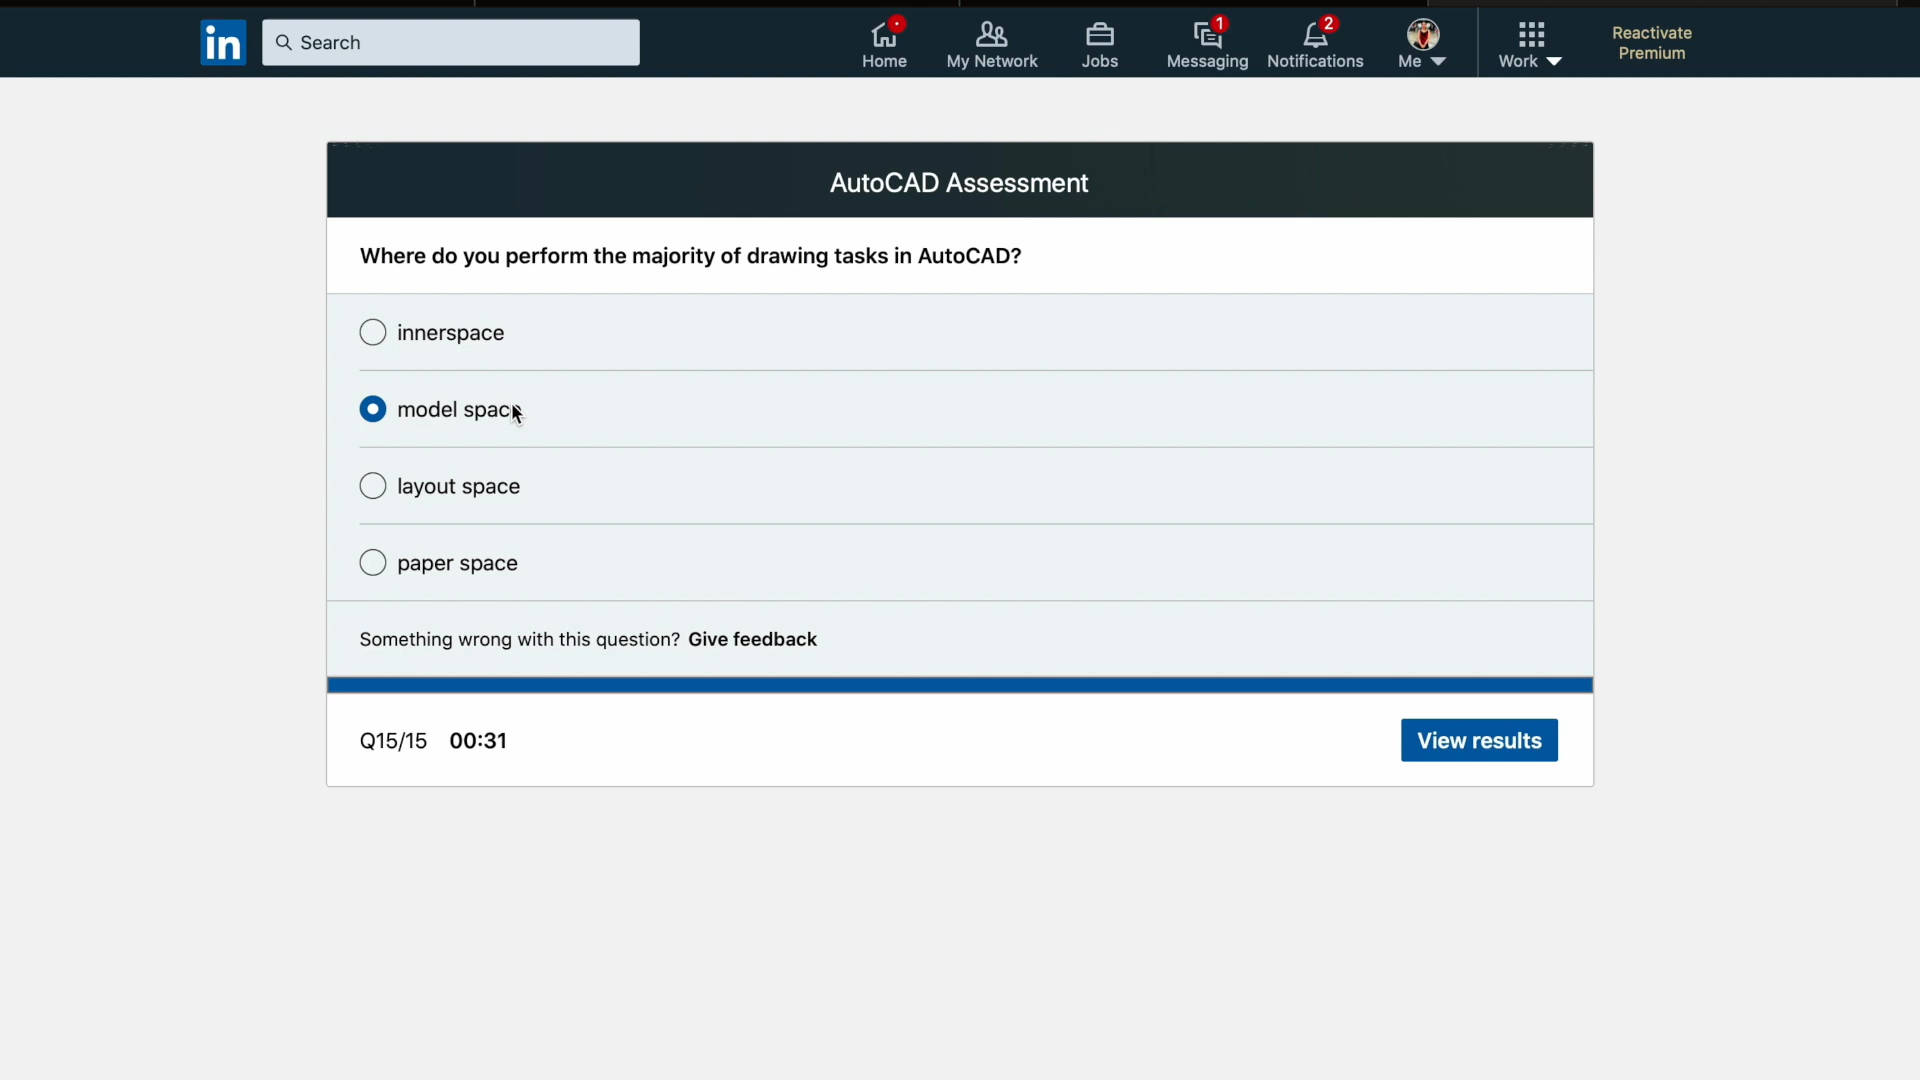 in
Search
Home
My Network
Jobs
1
Messaging
2
Notifications
Me
Work
Reactivate
Premium
AutoCAD Assessment
Where do you perform the majority of drawing tasks in AutoCAD?
innerspace
model space
layout space
paper space
Something wrong with this question? Give feedback
Q15/15 00:31
View results